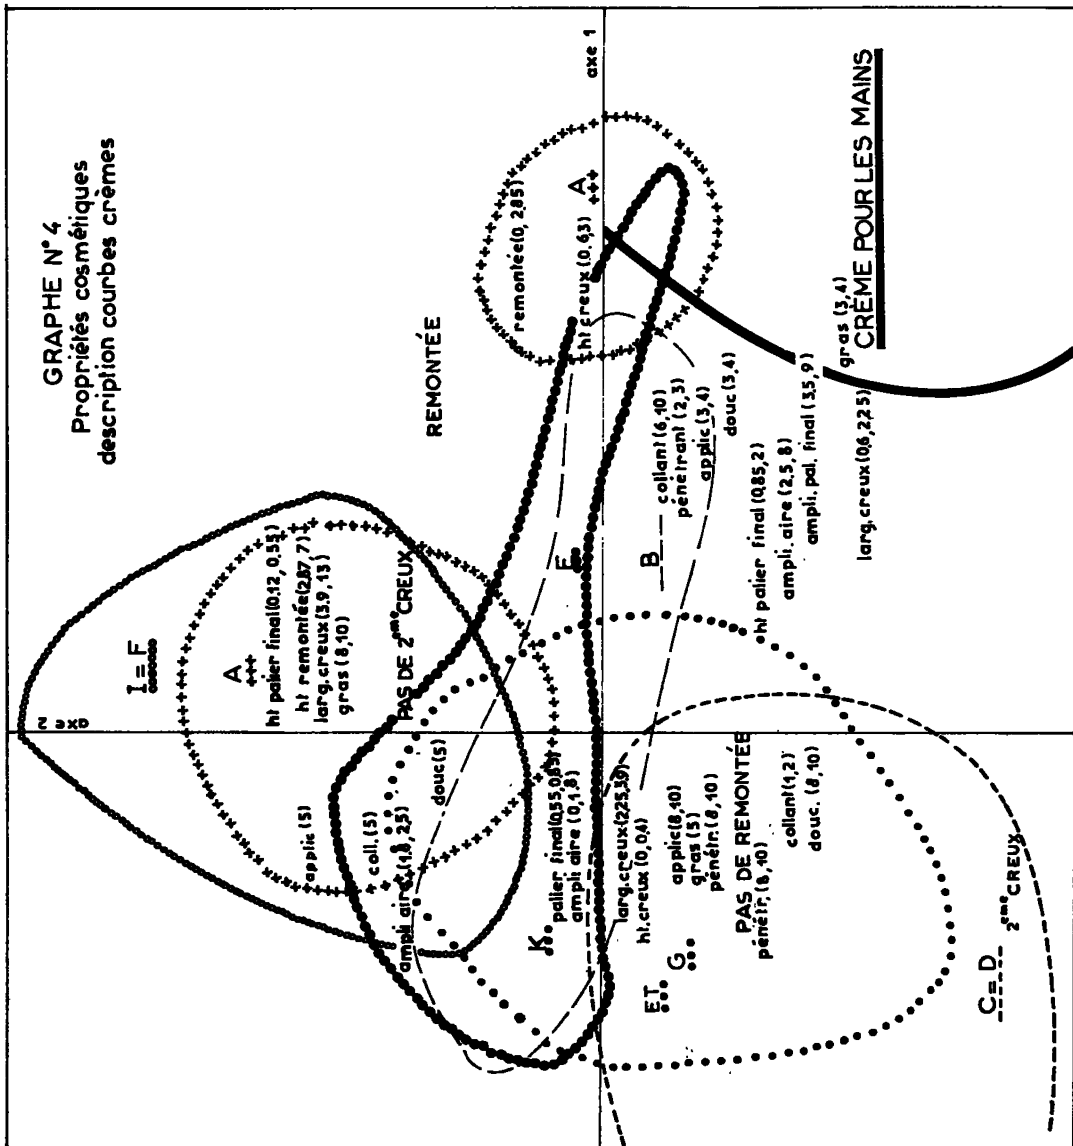 GRAPHE N°4
Propriétés cosmétiques
description courbes crèmes
axe 1
axe 2
I=F
A
+++
ht palier final(0,12, 0,55)
ht remontée(2,87,7)
larg.creux(3,9, 13)
gras (8,10)
REMONTÉE
remontée(0, 2,85)
A
+++
ht creux(0,6,3)
PAS DE 2eme CREUX
applic(5)
coll.(5)
ampli aire.(1,8, 2,5)
douc(5)
E
K
palier final(0,55,0,85)
ampli aire (0,1,8)
B
collant(6,10)
pénétrant (2,3)
applic(3,4)
douc(3,4)
larg.creux(2,25,3,9)
ht.creux(0,0,6)
applic(8,10)
gras (5)
pénétr.(8,10)
ET
G
PAS DE REMONTÉE
pénétr.(8,10)
collant(1,2)
douc. (8,10)
ht palier final(0,85,2)
ampli.aire(2,5,8)
ampli.pal.final(3,5,9)
gras (3,4)
larg.creux(0,6,2,25)
CRÈME POUR LES MAINS
C=D
2eme CREUX